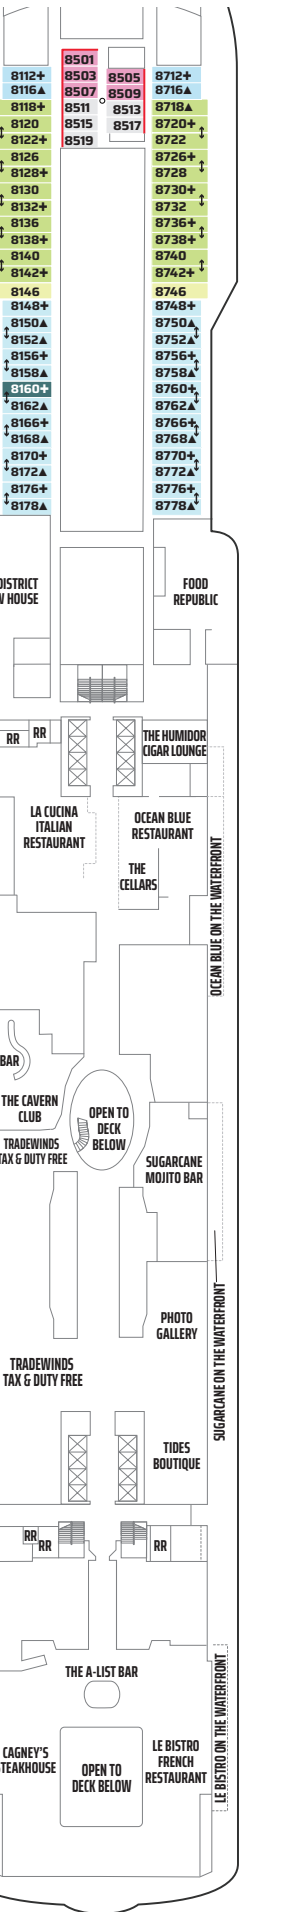 8501
8112+ 8503 8505 8712+
8116▲ 8507 8509 8716▲
8118+ 8511 8513 8718▲
8120 8515 8517 8720+
8122+ 8519 8722
8126 8726+
8128+ 8728
8130 8730+
8132+ 8732
8136 8736+
8138+ 8738+
8140 8740
8142+ 8742+
8146 8746
8148+ 8748+
8150▲ 8750▲
8152▲ 8752▲
8156+ 8756+
8158▲ 8758▲
8160+ 8760+
8162▲ 8762▲
8166+ 8766+
8168▲ 8768▲
8170+ 8770+
8172▲ 8772▲
8176+ 8776+
8178▲ 8778▲
DISTRICT
HOUSE
FOOD
REPUBLIC
RR
RR
THE HUMIDOR
CIGAR LOUNGE
LA CUCINA
ITALIAN
RESTAURANT
OCEAN BLUE
RESTAURANT
THE
CELLARS
OCEAN BLUE ON THE WATERFRONT
BAR
THE CAVERN
CLUB
OPEN TO
DECK
BELOW
TRADEWINDS
TAX & DUTY FREE
SUGARCANE
MOJITO BAR
SUGARCANE ON THE WATERFRONT
PHOTO
GALLERY
TRADEWINDS
TAX & DUTY FREE
TIDES
BOUTIQUE
RR
RR
RR
THE A-LIST BAR
LE BISTRO ON THE WATERFRONT
CAGNEY'S
STEAKHOUSE
OPEN TO
DECK BELOW
LE BISTRO
FRENCH
RESTAURANT